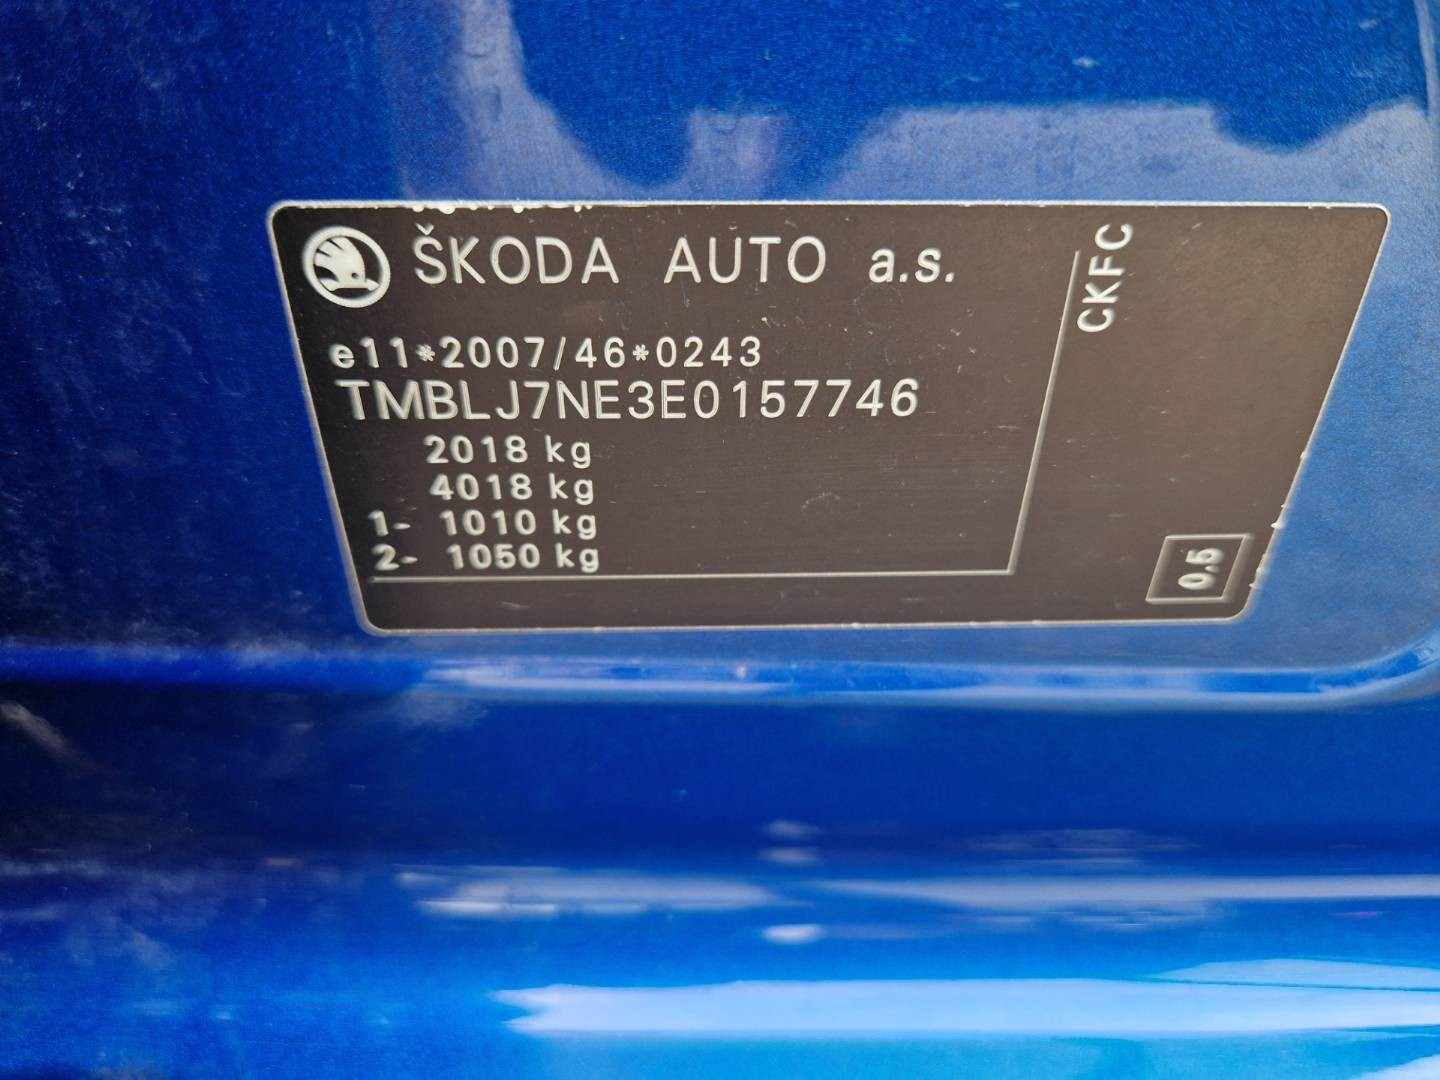 ŠKODA AUTO a.s.
e11*2007/46*0243
TMBLJ7NE3E0157746
2018 kg
4018 kg
1- 1010 kg
2- 1050 kg
CKFC
0.5